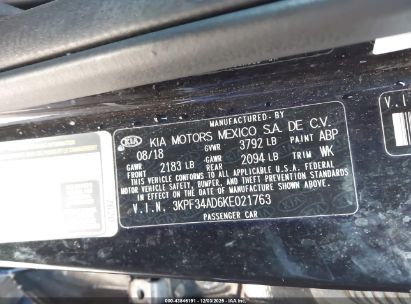 MANUFACTURED BY
KIA KIA MOTORS MEXICO S.A. DE C.V.
08/18 GVWR 3792 LB PAINT ABP
GAWR FRONT 2183 LB GAWR REAR 2094 LB TRIM WK
THIS VEHICLE CONFORMS TO ALL APPLICABLE U.S.A. FEDERAL
MOTOR VEHICLE SAFETY, BUMPER, AND THEFT PREVENTION STANDARDS
IN EFFECT ON THE DATE OF MANUFACTURE SHOWN ABOVE.
V.I.N. 3KPF34AD6KE021763
PASSENGER CAR
V.I.N